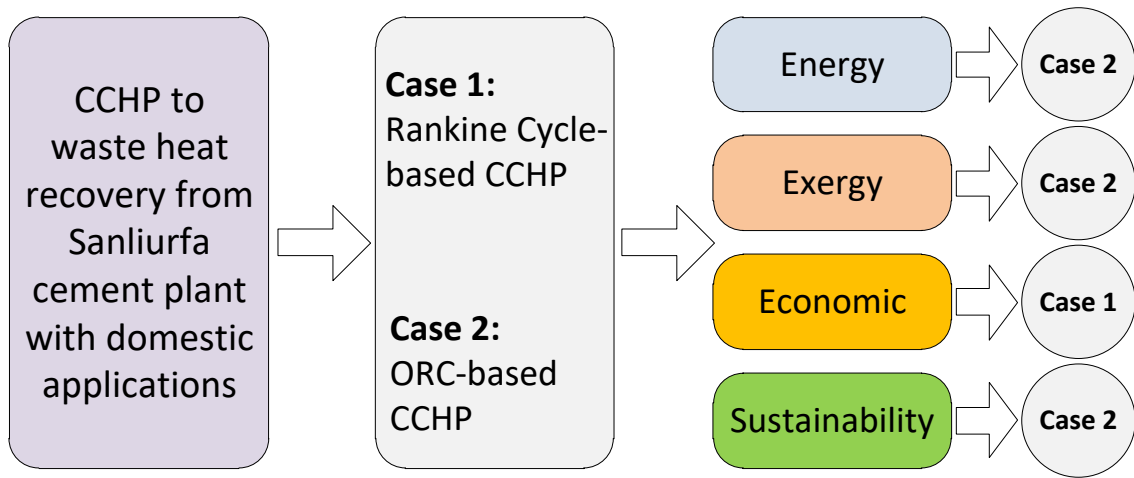 CCHP to
waste heat
recovery from
Sanliurfa
cement plant
with domestic
applications
Case 1:
Rankine Cycle-
based CCHP
Case 2:
ORC-based
CCHP
Energy
Case 2
Exergy
Case 2
Economic
Case 1
Sustainability
Case 2